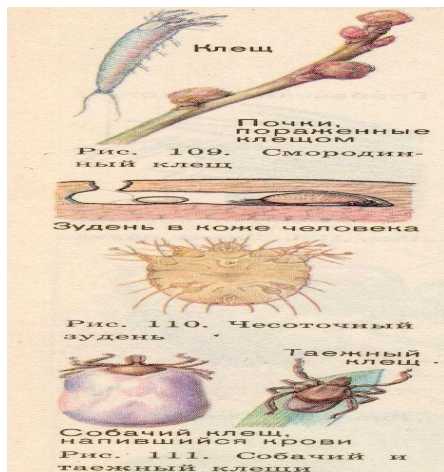 Клещ
Почки,
пораженные
клещом
Рис. 109. Смородин-
ный клещ
Зудень в коже человека
Рис. 110. Чесоточный
зудень
Таежный
клещ
Собачий клещ,
напившийся крови
Рис. 111. Собачий и
таежный клещи